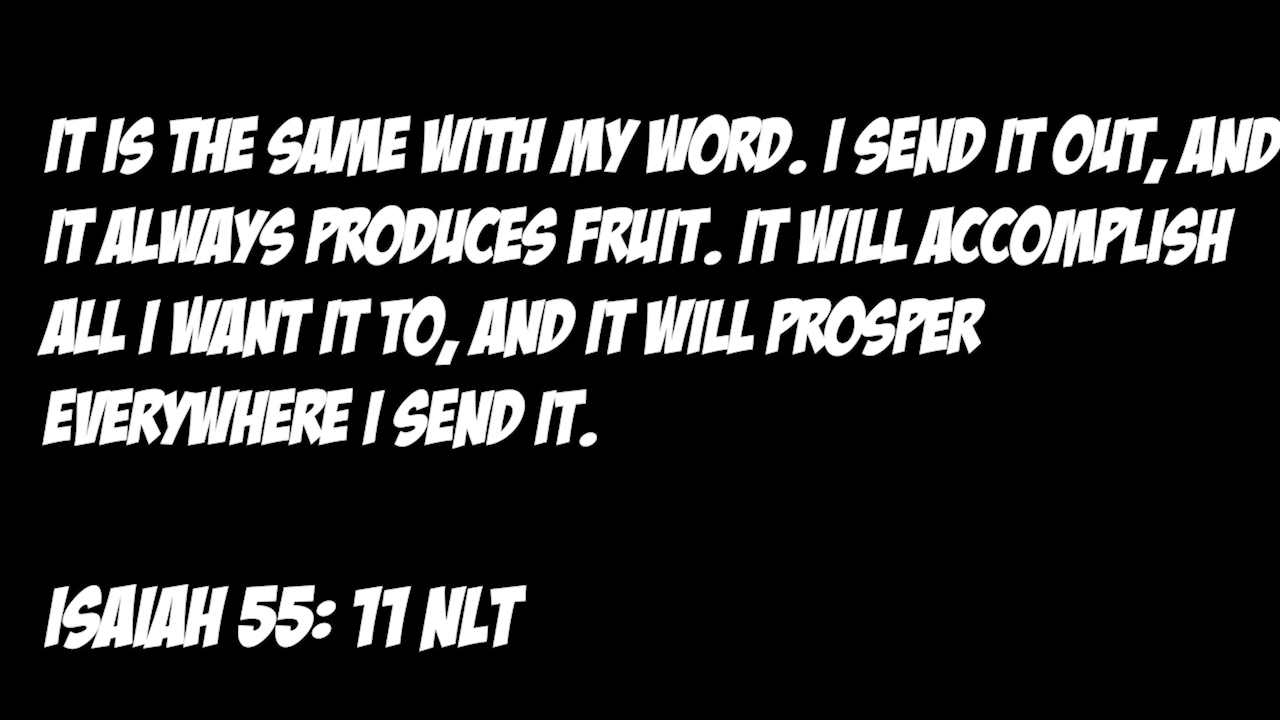 IT IS THE SAME WITH MY WORD. I SEND IT OUT, AND
IT ALWAYS PRODUCES FRUIT. IT WILL ACCOMPLISH
ALL I WANT IT TO, AND IT WILL PROSPER
EVERYWHERE I SEND IT.
ISAIAH 55: 11 NLT